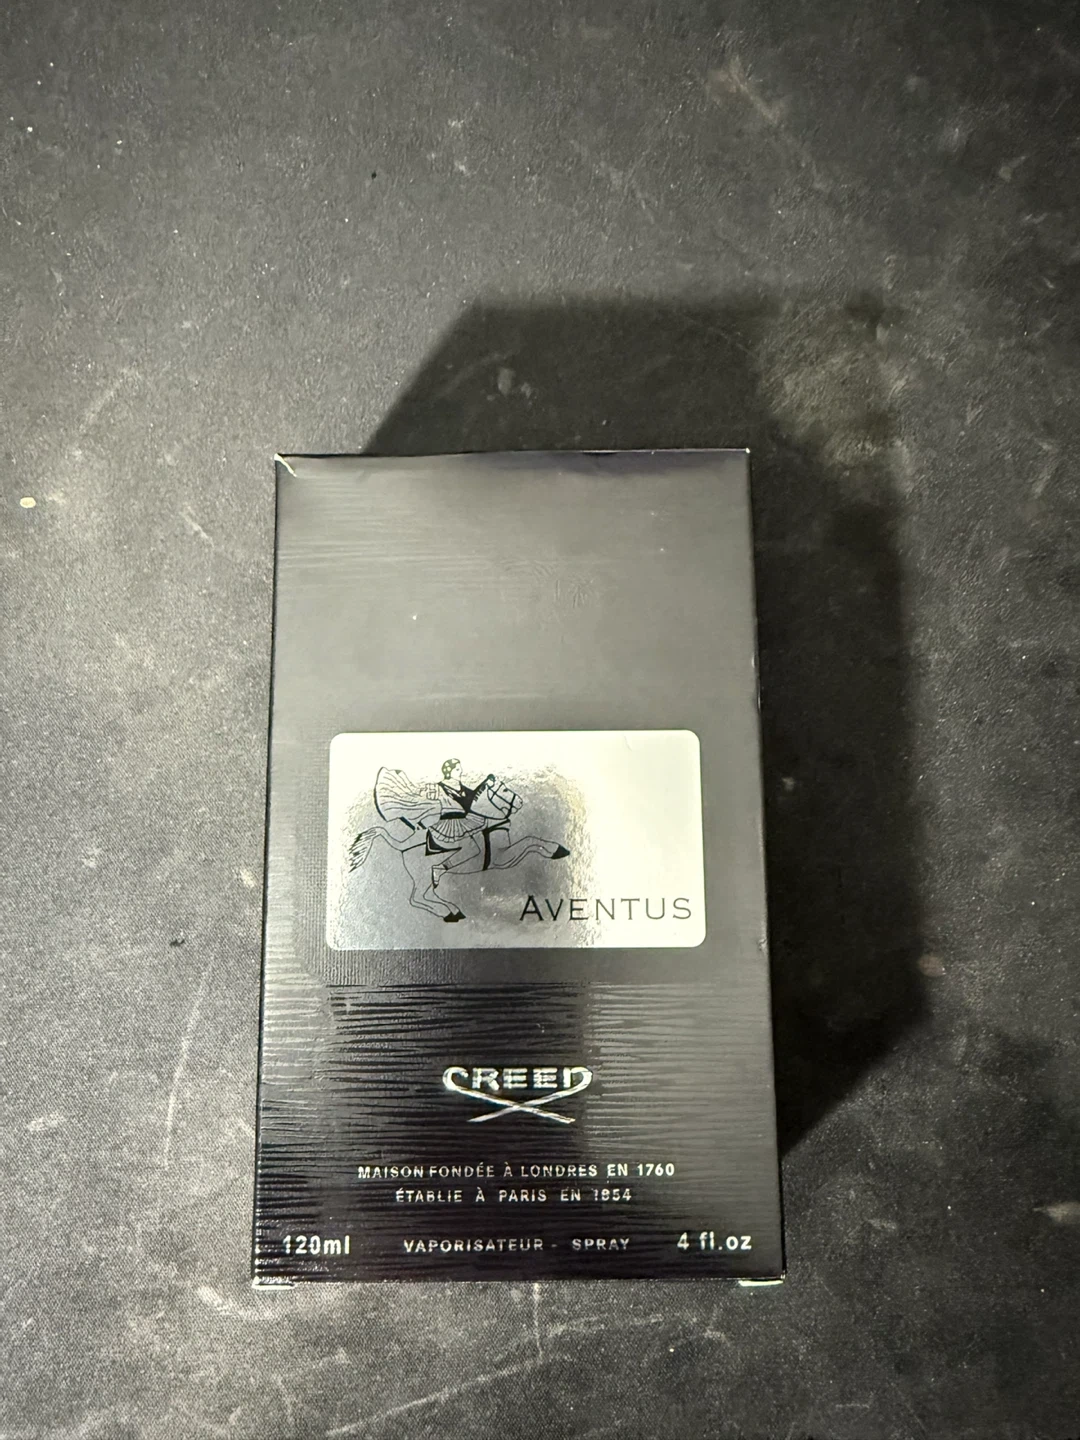 AVENTUS
CREED
MAISON FONDÉE À LONDRES EN 1760
ÉTABLIE À PARIS EN 1854
120ml VAPORISATEUR - SPRAY 4 fl.oz